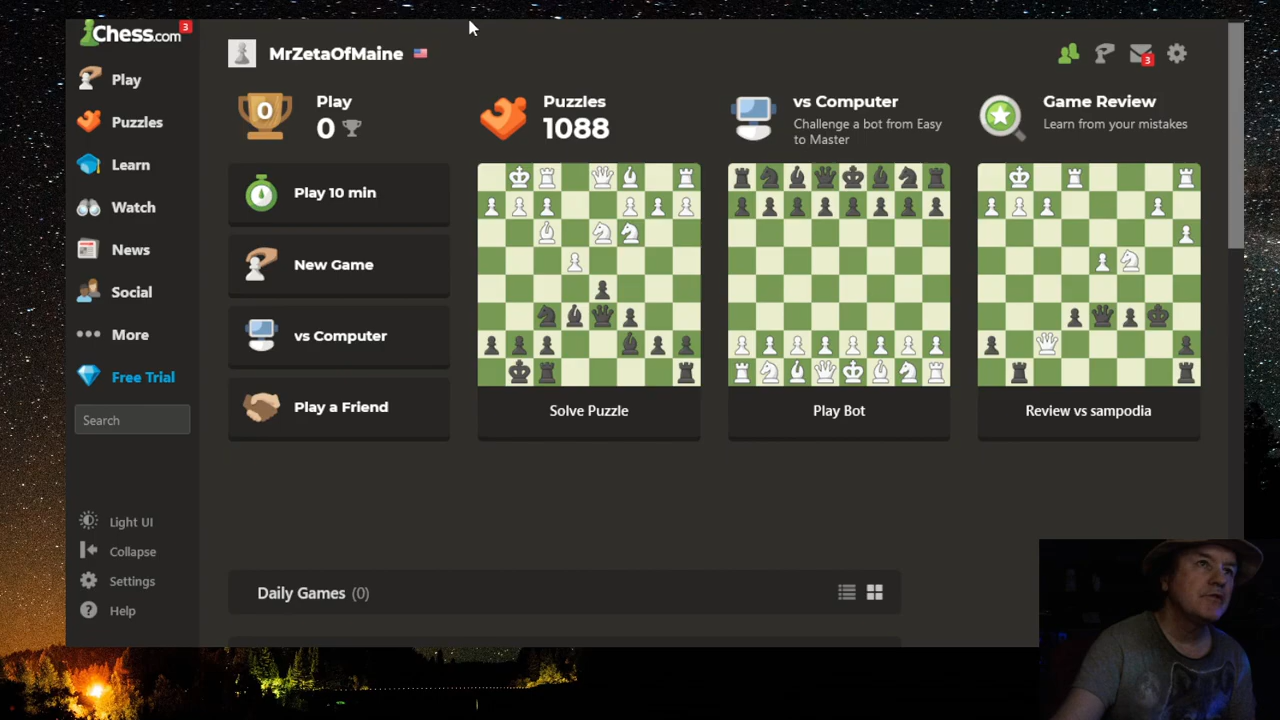 Chess.com
3
Play
Puzzles
Learn
Watch
News
Social
More
Free Trial
Search
Light UI
Collapse
Settings
Help
MrZetaOfMaine
3
0
Play
0
Puzzles
1088
vs Computer
Challenge a bot from Easy
to Master
Game Review
Learn from your mistakes
Play 10 min
New Game
vs Computer
Play a Friend
Solve Puzzle
Play Bot
Review vs sampodia
Daily Games (0)